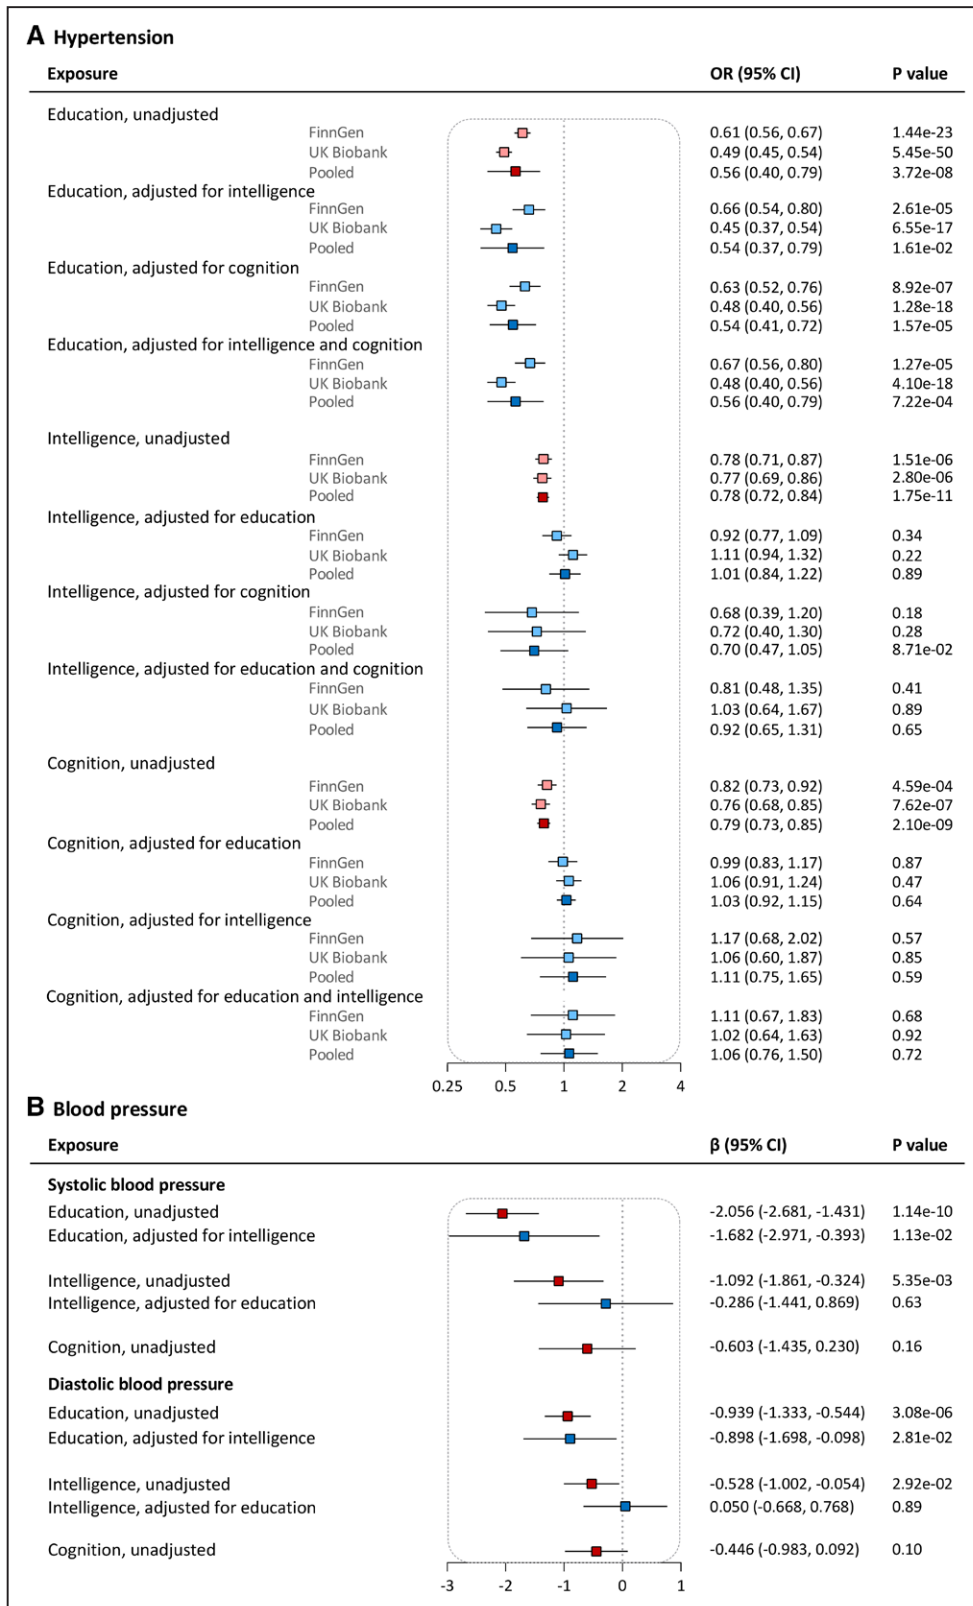 A Hypertension
Exposure OR (95% CI) P value
Education, unadjusted
FinnGen 0.61 (0.56, 0.67) 1.44e-23
UK Biobank 0.49 (0.45, 0.54) 5.45e-50
Pooled 0.56 (0.40, 0.79) 3.72e-08
Education, adjusted for intelligence
FinnGen 0.66 (0.54, 0.80) 2.61e-05
UK Biobank 0.45 (0.37, 0.54) 6.55e-17
Pooled 0.54 (0.37, 0.79) 1.61e-02
Education, adjusted for cognition
FinnGen 0.63 (0.52, 0.76) 8.92e-07
UK Biobank 0.48 (0.40, 0.56) 1.28e-18
Pooled 0.54 (0.41, 0.72) 1.57e-05
Education, adjusted for intelligence and cognition
FinnGen 0.67 (0.56, 0.80) 1.27e-05
UK Biobank 0.48 (0.40, 0.56) 4.10e-18
Pooled 0.56 (0.40, 0.79) 7.22e-04
Intelligence, unadjusted
FinnGen 0.78 (0.71, 0.87) 1.51e-06
UK Biobank 0.77 (0.69, 0.86) 2.80e-06
Pooled 0.78 (0.72, 0.84) 1.75e-11
Intelligence, adjusted for education
FinnGen 0.92 (0.77, 1.09) 0.34
UK Biobank 1.11 (0.94, 1.32) 0.22
Pooled 1.01 (0.84, 1.22) 0.89
Intelligence, adjusted for cognition
FinnGen 0.68 (0.39, 1.20) 0.18
UK Biobank 0.72 (0.40, 1.30) 0.28
Pooled 0.70 (0.47, 1.05) 8.71e-02
Intelligence, adjusted for education and cognition
FinnGen 0.81 (0.48, 1.35) 0.41
UK Biobank 1.03 (0.64, 1.67) 0.89
Pooled 0.92 (0.65, 1.31) 0.65
Cognition, unadjusted
FinnGen 0.82 (0.73, 0.92) 4.59e-04
UK Biobank 0.76 (0.68, 0.85) 7.62e-07
Pooled 0.79 (0.73, 0.85) 2.10e-09
Cognition, adjusted for education
FinnGen 0.99 (0.83, 1.17) 0.87
UK Biobank 1.06 (0.91, 1.24) 0.47
Pooled 1.03 (0.92, 1.15) 0.64
Cognition, adjusted for intelligence
FinnGen 1.17 (0.68, 2.02) 0.57
UK Biobank 1.06 (0.60, 1.87) 0.85
Pooled 1.11 (0.75, 1.65) 0.59
Cognition, adjusted for education and intelligence
FinnGen 1.11 (0.67, 1.83) 0.68
UK Biobank 1.02 (0.64, 1.63) 0.92
Pooled 1.06 (0.76, 1.50) 0.72
0.25 0.5 1 2 4
B Blood pressure
Exposure β (95% CI) P value
Systolic blood pressure
Education, unadjusted -2.056 (-2.681, -1.431) 1.14e-10
Education, adjusted for intelligence -1.682 (-2.971, -0.393) 1.13e-02
Intelligence, unadjusted -1.092 (-1.861, -0.324) 5.35e-03
Intelligence, adjusted for education -0.286 (-1.441, 0.869) 0.63
Cognition, unadjusted -0.603 (-1.435, 0.230) 0.16
Diastolic blood pressure
Education, unadjusted -0.939 (-1.333, -0.544) 3.08e-06
Education, adjusted for intelligence -0.898 (-1.698, -0.098) 2.81e-02
Intelligence, unadjusted -0.528 (-1.002, -0.054) 2.92e-02
Intelligence, adjusted for education 0.050 (-0.668, 0.768) 0.89
Cognition, unadjusted -0.446 (-0.983, 0.092) 0.10
-3 -2 -1 0 1